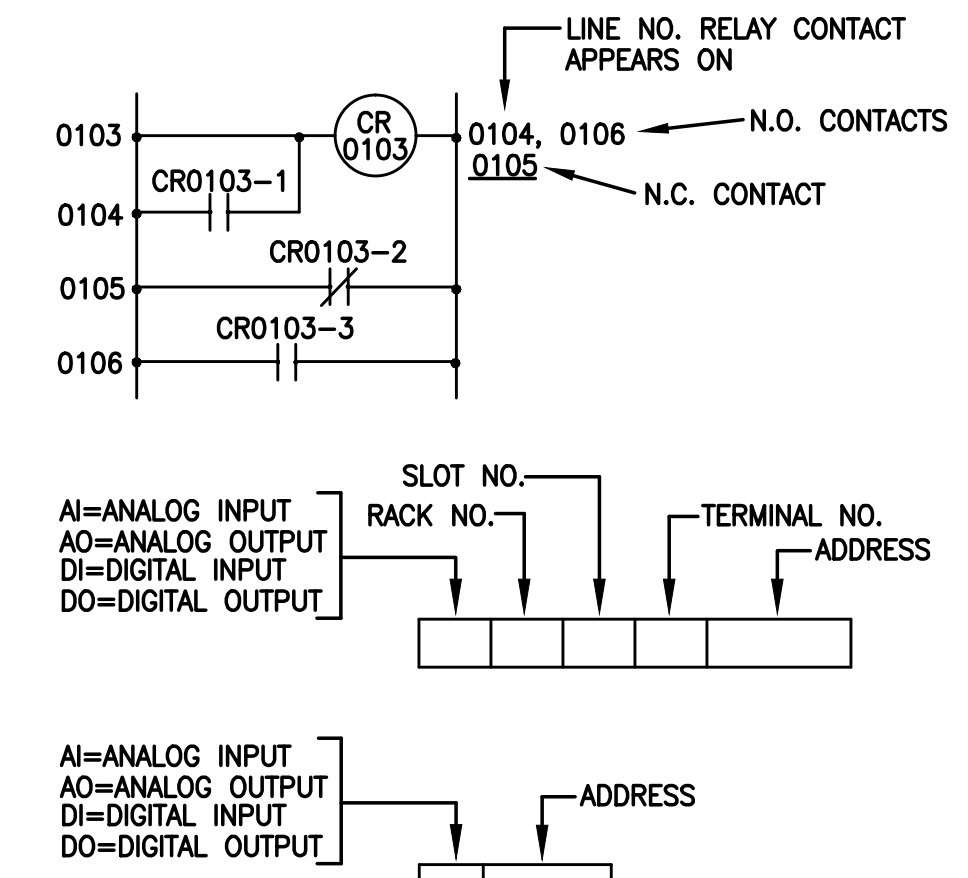 LINE NO. RELAY CONTACT
APPEARS ON
0103
CR
0103
0104, 0106
N.O. CONTACTS
0105
N.C. CONTACT
CR0103-1
0104
CR0103-2
0105
CR0103-3
0106
SLOT NO.
RACK NO.
TERMINAL NO.
ADDRESS
AI=ANALOG INPUT
AO=ANALOG OUTPUT
DI=DIGITAL INPUT
DO=DIGITAL OUTPUT
AI=ANALOG INPUT
AO=ANALOG OUTPUT
DI=DIGITAL INPUT
DO=DIGITAL OUTPUT
ADDRESS